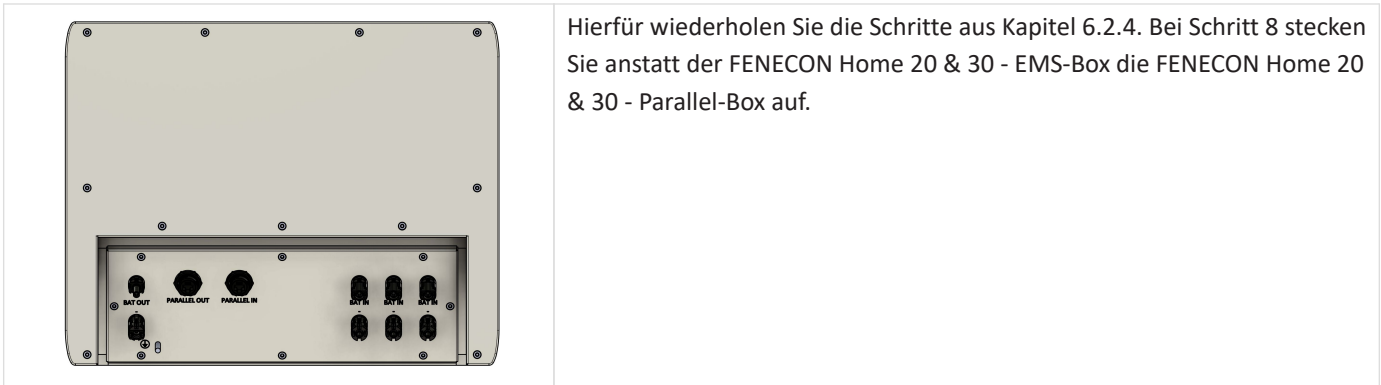 Hierfür wiederholen Sie die Schritte aus Kapitel 6.2.4. Bei Schritt 8 stecken
Sie anstatt der FENECON Home 20 & 30 - EMS-Box die FENECON Home 20
& 30 - Parallel-Box auf.
BAT OUT PARALLEL OUT PARALLEL IN BAT IN BAT IN BAT IN
- - - -